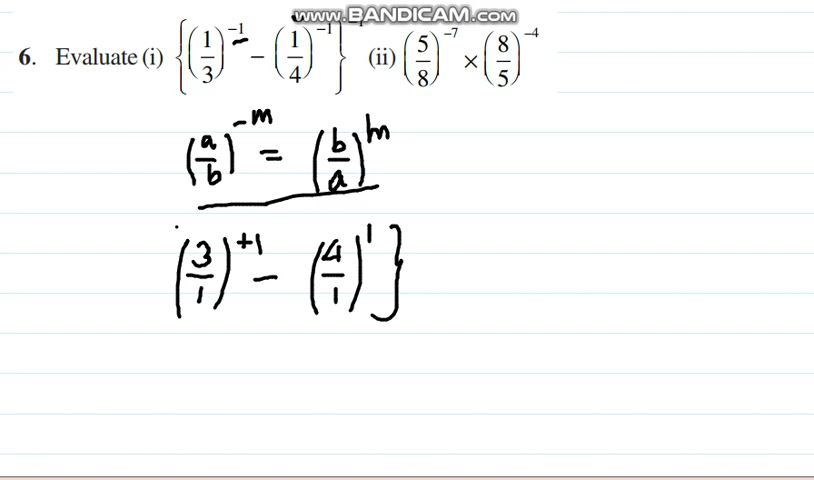 www.BANDICAM.com
6. Evaluate (i) {(1/3)⁻¹ − (1/4)⁻¹}⁻¹ (ii) (5/8)⁻⁷ × (8/5)⁻⁴
(a/b)⁻ᵐ = (b/a)ᵐ
(3/1)⁺¹ − (4/1)¹}